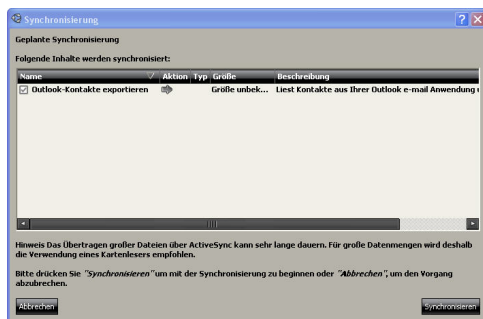 Synchronisierung
Geplante Synchronisierung
Folgende Inhalte werden synchronisiert:
Name Aktion Typ Größe Beschreibung
Outlook-Kontakte exportieren Größe unbek... Liest Kontakte aus Ihrer Outlook e-mail Anwendung u
Hinweis Das Übertragen großer Dateien über ActiveSync kann sehr lange dauern. Für große Datenmengen wird deshalb
die Verwendung eines Kartenlesers empfohlen.
Bitte drücken Sie "Synchronisieren" um mit der Synchronisierung zu beginnen oder "Abbrechen", um den Vorgang
abzubrechen.
Abbrechen Synchronisieren